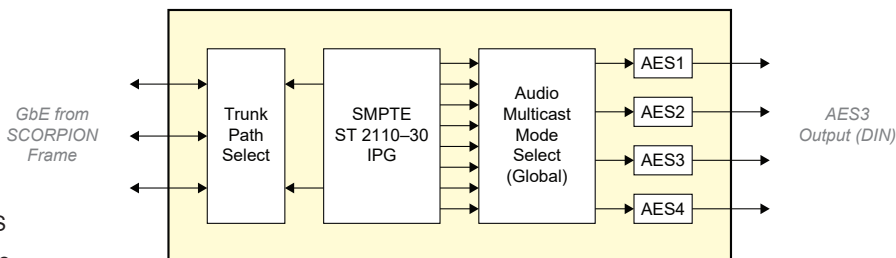 GbE from
SCORPION
Frame
Trunk
Path
Select
SMPTE
ST 2110–30
IPG
Audio
Multicast
Mode
Select
(Global)
AES1
AES2
AES3
AES4
AES3
Output (DIN)
S